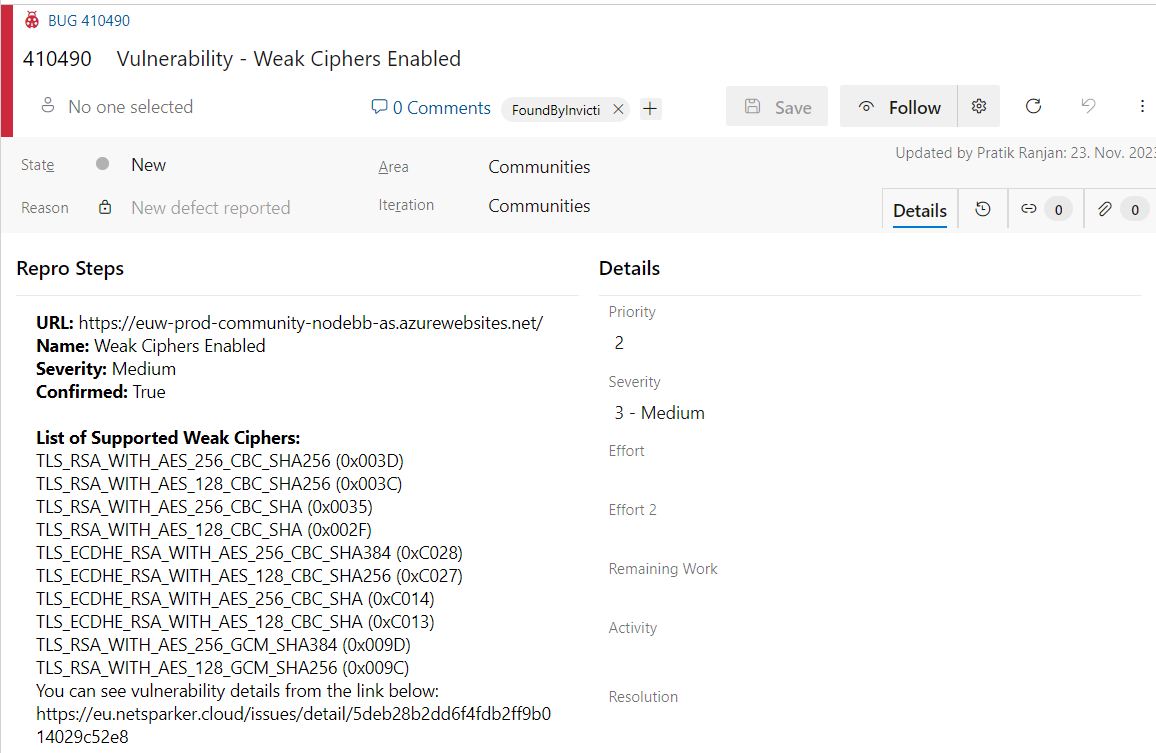 BUG 410490
410490 Vulnerability - Weak Ciphers Enabled
No one selected
0 Comments
FoundByInvicti
Save
Follow
State
New
Area
Communities
Updated by Pratik Ranjan: 23. Nov. 2023
Reason
New defect reported
Iteration
Communities
Details
0
0
Repro Steps
URL: https://euw-prod-community-nodebb-as.azurewebsites.net/
Name: Weak Ciphers Enabled
Severity: Medium
Confirmed: True
List of Supported Weak Ciphers:
TLS_RSA_WITH_AES_256_CBC_SHA256 (0x003D)
TLS_RSA_WITH_AES_128_CBC_SHA256 (0x003C)
TLS_RSA_WITH_AES_256_CBC_SHA (0x0035)
TLS_RSA_WITH_AES_128_CBC_SHA (0x002F)
TLS_ECDHE_RSA_WITH_AES_256_CBC_SHA384 (0xC028)
TLS_ECDHE_RSA_WITH_AES_128_CBC_SHA256 (0xC027)
TLS_ECDHE_RSA_WITH_AES_256_CBC_SHA (0xC014)
TLS_ECDHE_RSA_WITH_AES_128_CBC_SHA (0xC013)
TLS_RSA_WITH_AES_256_GCM_SHA384 (0x009D)
TLS_RSA_WITH_AES_128_GCM_SHA256 (0x009C)
You can see vulnerability details from the link below:
https://eu.netsparker.cloud/issues/detail/5deb28b2dd6f4fdb2ff9b0
14029c52e8
Details
Priority
2
Severity
3 - Medium
Effort
Effort 2
Remaining Work
Activity
Resolution